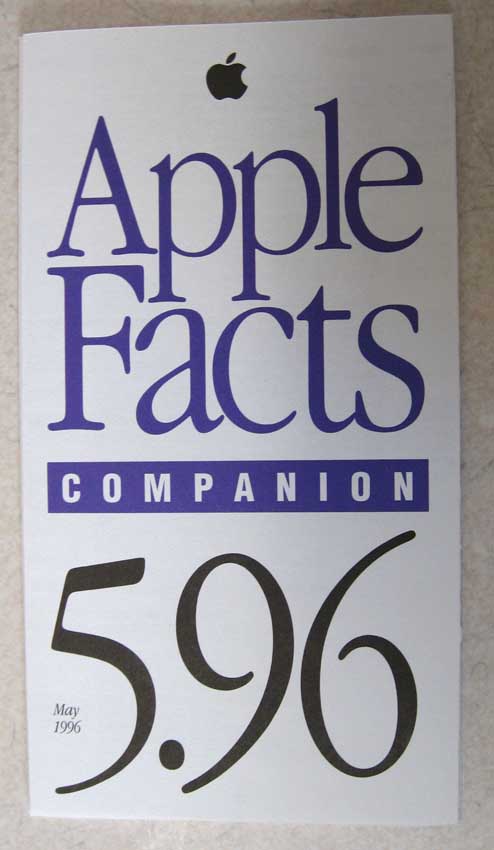 Apple
Facts
COMPANION
5.96
May
1996